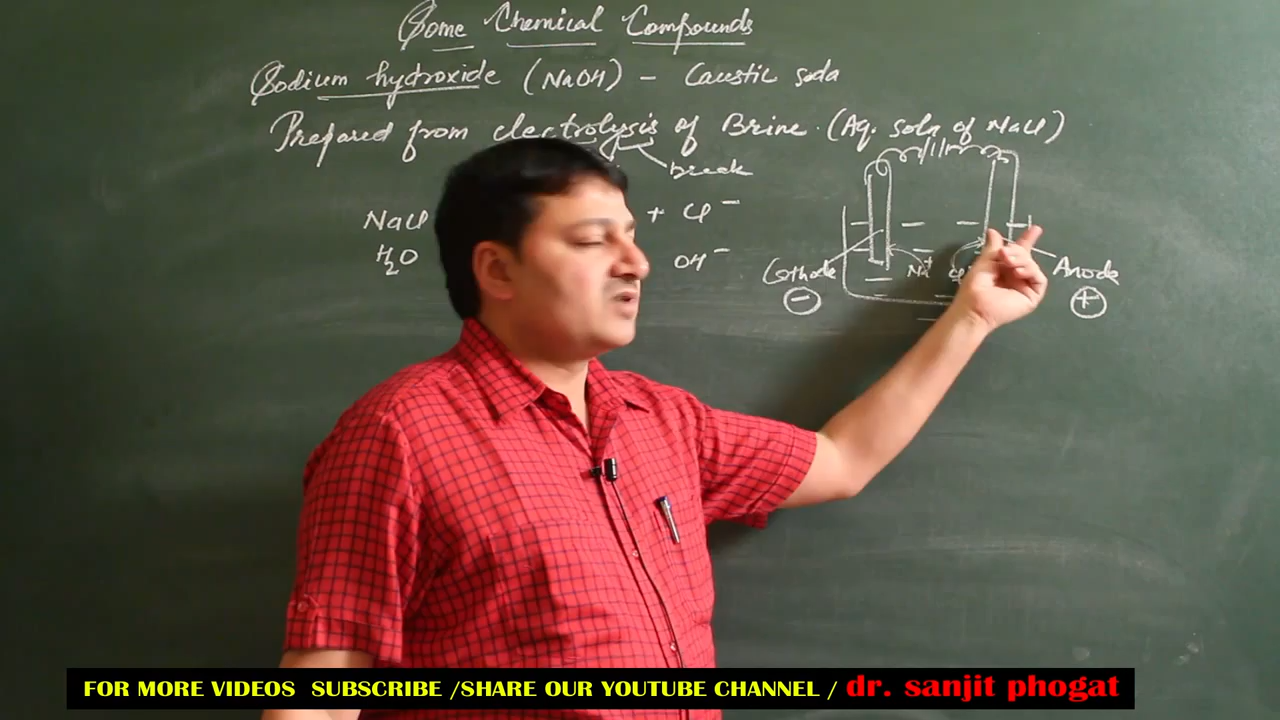 Some Chemical Compounds
Sodium hydroxide (NaOH) - Caustic soda
Prepared from electrolysis of Brine. (Aq. soln of NaCl)
break
NaCl + Cl⁻
H₂O OH⁻
Cathode Na⁺ Anode
− +
FOR MORE VIDEOS SUBSCRIBE /SHARE OUR YOUTUBE CHANNEL / dr. sanjit phogat